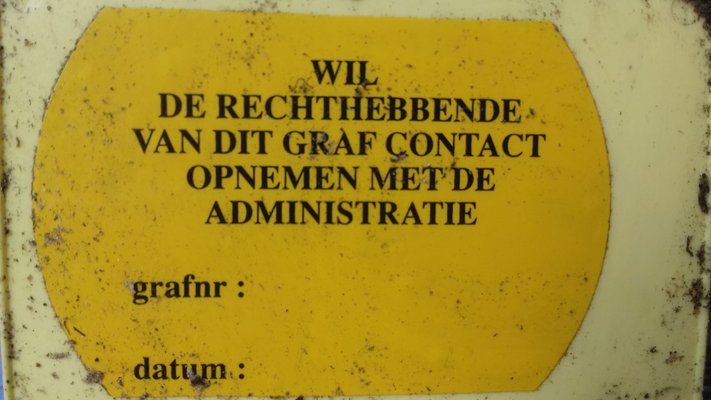 WIL
DE RECHTHEBBENDE
VAN DIT GRAF CONTACT
OPNEMEN MET DE
ADMINISTRATIE
grafnr :
datum :